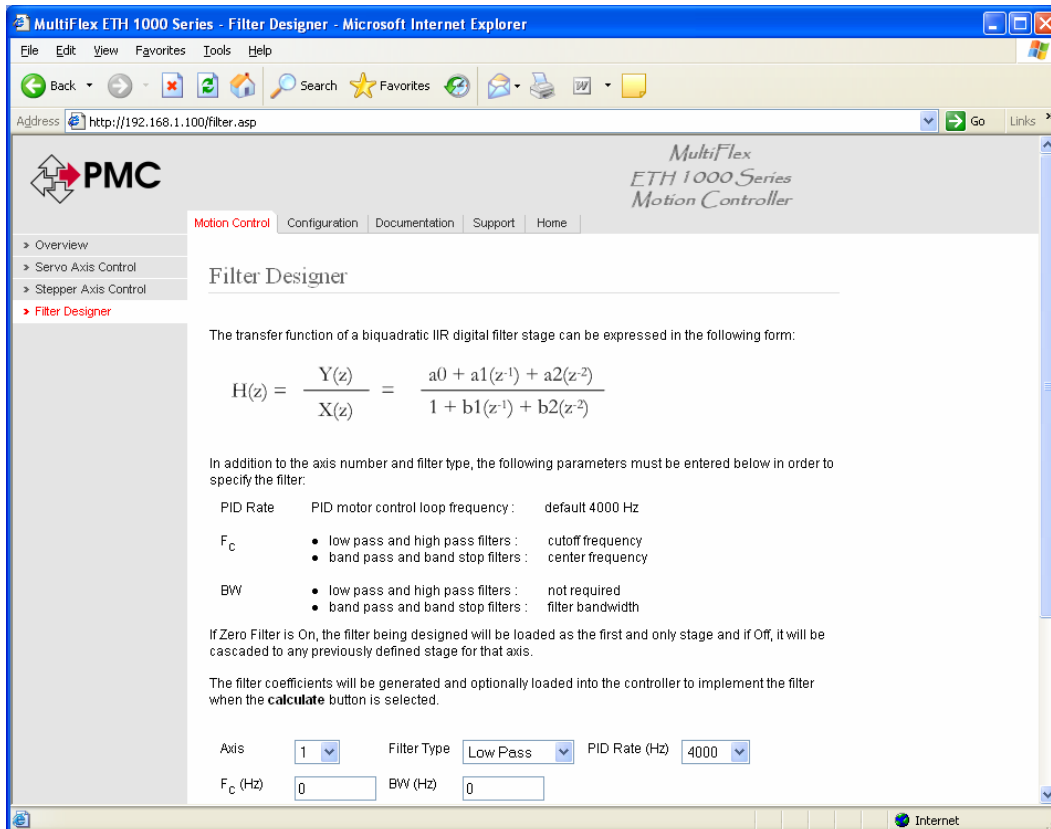 MultiFlex ETH 1000 Series - Filter Designer - Microsoft Internet Explorer
File Edit View Favorites Tools Help
Back Search Favorites W
Address http://192.168.1.100/filter.asp Go Links »
PMC
MultiFlex
ETH 1000 Series
Motion Controller
Motion Control Configuration Documentation Support Home
> Overview
> Servo Axis Control
> Stepper Axis Control
> Filter Designer
Filter Designer
The transfer function of a biquadratic IIR digital filter stage can be expressed in the following form:
H(z) = Y(z) / X(z) = a0 + a1(z⁻¹) + a2(z⁻²) / 1 + b1(z⁻¹) + b2(z⁻²)
In addition to the axis number and filter type, the following parameters must be entered below in order to
specify the filter:
PID Rate PID motor control loop frequency : default 4000 Hz
F_C • low pass and high pass filters : cutoff frequency
• band pass and band stop filters : center frequency
BW • low pass and high pass filters : not required
• band pass and band stop filters : filter bandwidth
If Zero Filter is On, the filter being designed will be loaded as the first and only stage and if Off, it will be
cascaded to any previously defined stage for that axis.
The filter coefficients will be generated and optionally loaded into the controller to implement the filter
when the calculate button is selected.
Axis 1 Filter Type Low Pass PID Rate (Hz) 4000
F_C (Hz) 0 BW (Hz) 0
Internet